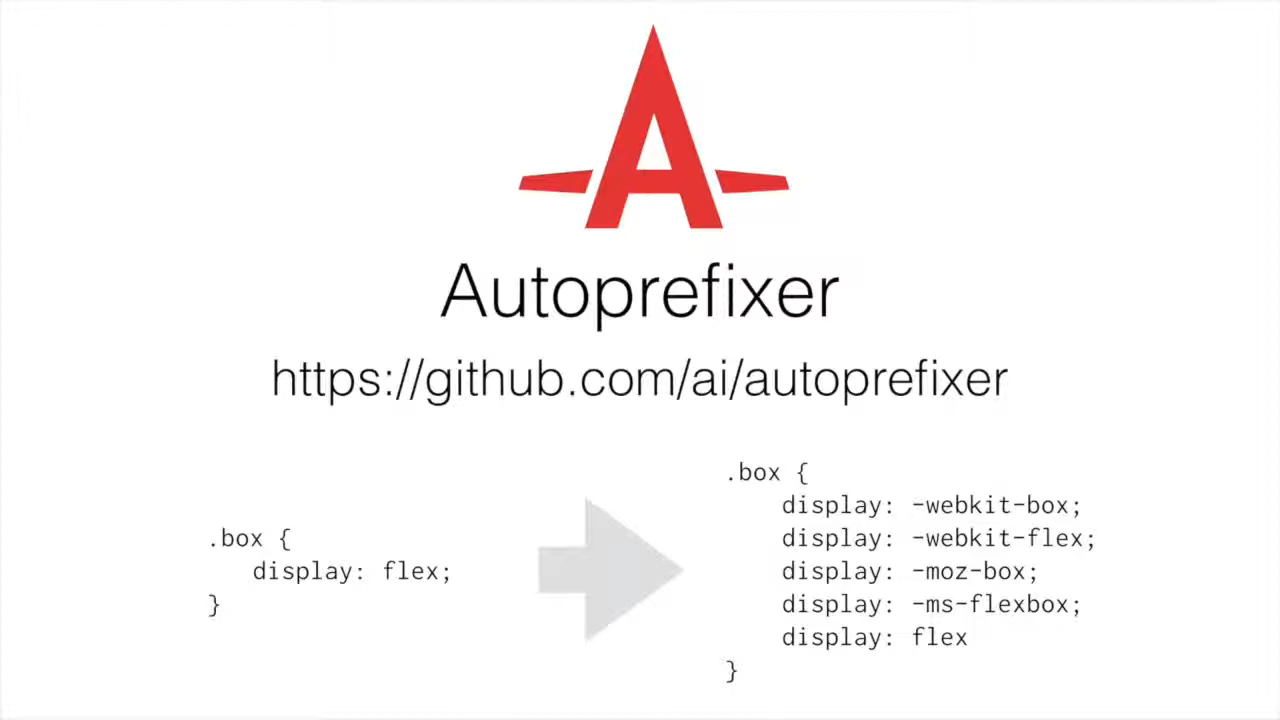 Autoprefixer
https://github.com/ai/autoprefixer
.box {
display: flex;
}
.box {
display: -webkit-box;
display: -webkit-flex;
display: -moz-box;
display: -ms-flexbox;
display: flex
}